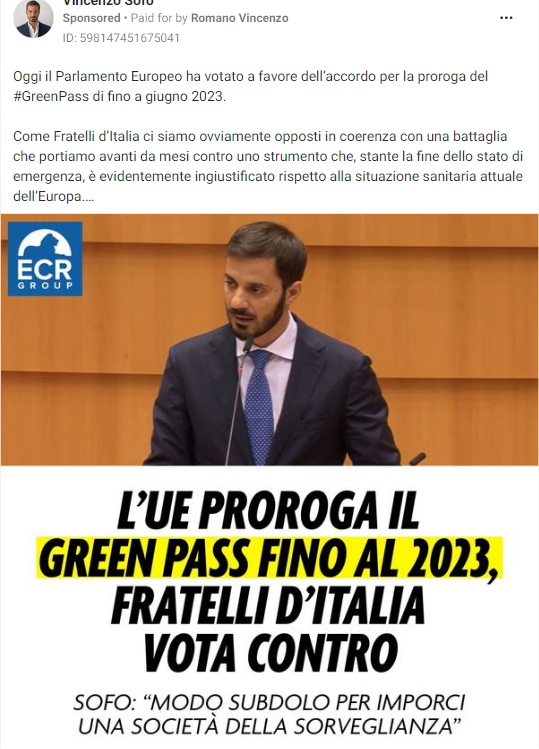 Vincenzo Sofo
Sponsored • Paid for by Romano Vincenzo
ID: 598147451675041
Oggi il Parlamento Europeo ha votato a favore dell'accordo per la proroga del
#GreenPass di fino a giugno 2023.
Come Fratelli d'Italia ci siamo ovviamente opposti in coerenza con una battaglia
che portiamo avanti da mesi contro uno strumento che, stante la fine dello stato di
emergenza, è evidentemente ingiustificato rispetto alla situazione sanitaria attuale
dell'Europa....
ECR
GROUP
L'UE PROROGA IL
GREEN PASS FINO AL 2023,
FRATELLI D'ITALIA
VOTA CONTRO
SOFO: "MODO SUBDOLO PER IMPORCI
UNA SOCIETÀ DELLA SORVEGLIANZA"